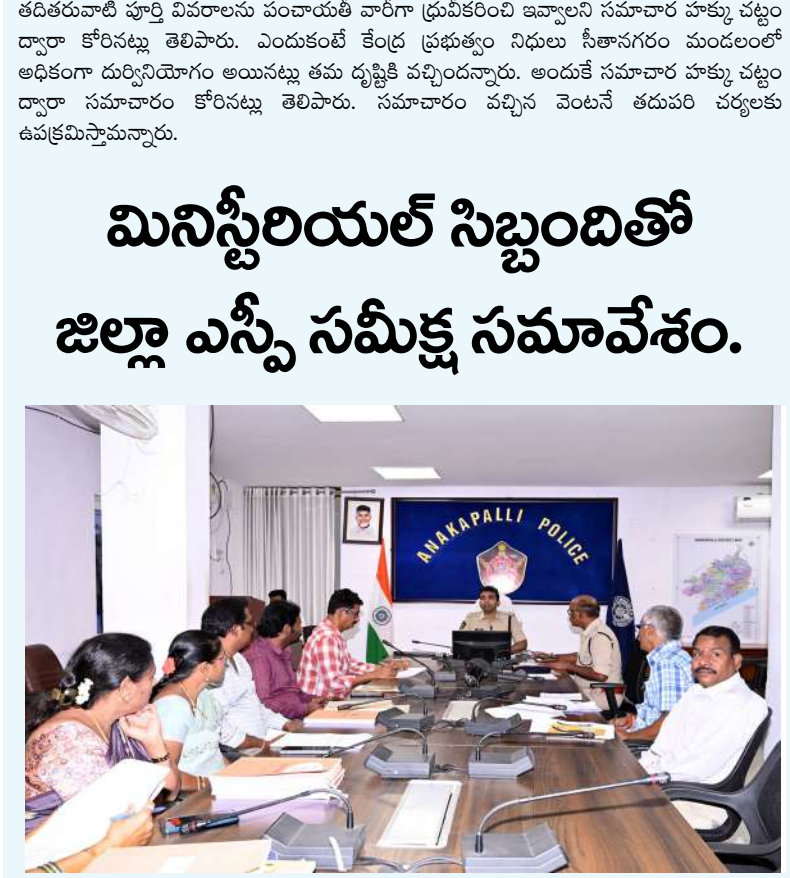 తదితరువాటి పూర్తి వివరాలను పంచాయతీ వారీగా ధ్రువీకరించి ఇవ్వాలని సమాచార హక్కు చట్టం
ద్వారా కోరినట్లు తెలిపారు. ఎందుకంటే కేంద్ర ప్రభుత్వం నిధులు సీతానగరం మండలంలో
అధికంగా దుర్వినియోగం అయినట్లు తమ దృష్టికి వచ్చిందన్నారు. అందుకే సమాచార హక్కు చట్టం
ద్వారా సమాచారం కోరినట్లు తెలిపారు. సమాచారం వచ్చిన వెంటనే తదుపరి చర్యలకు
ఉపక్రమిస్తామన్నారు.
మినిస్టీరియల్ సిబ్బందితో
జిల్లా ఎస్పీ సమీక్ష సమావేశం.
ANAKAPALLI POLICE